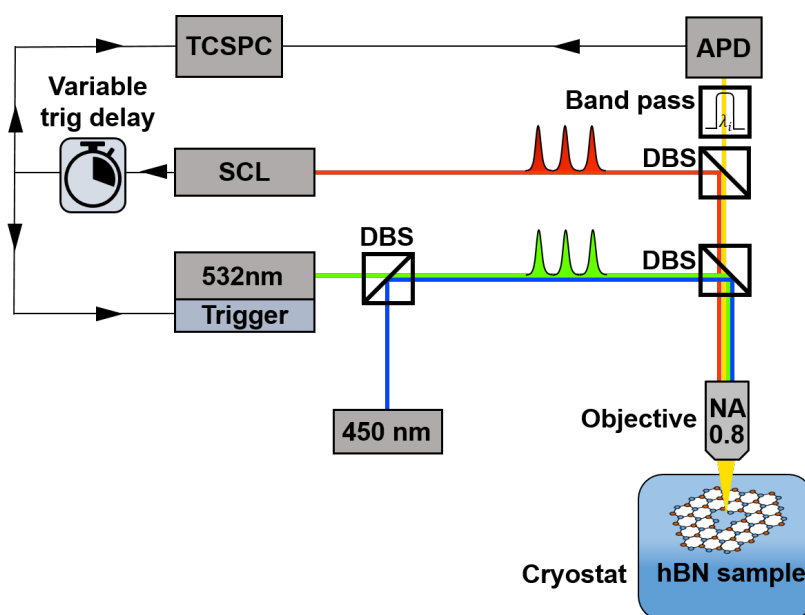 TCSPC
APD
Variable
trig delay
Band pass
λi
SCL
DBS
DBS
532nm
DBS
Trigger
450 nm
Objective
NA
0.8
Cryostat
hBN sample